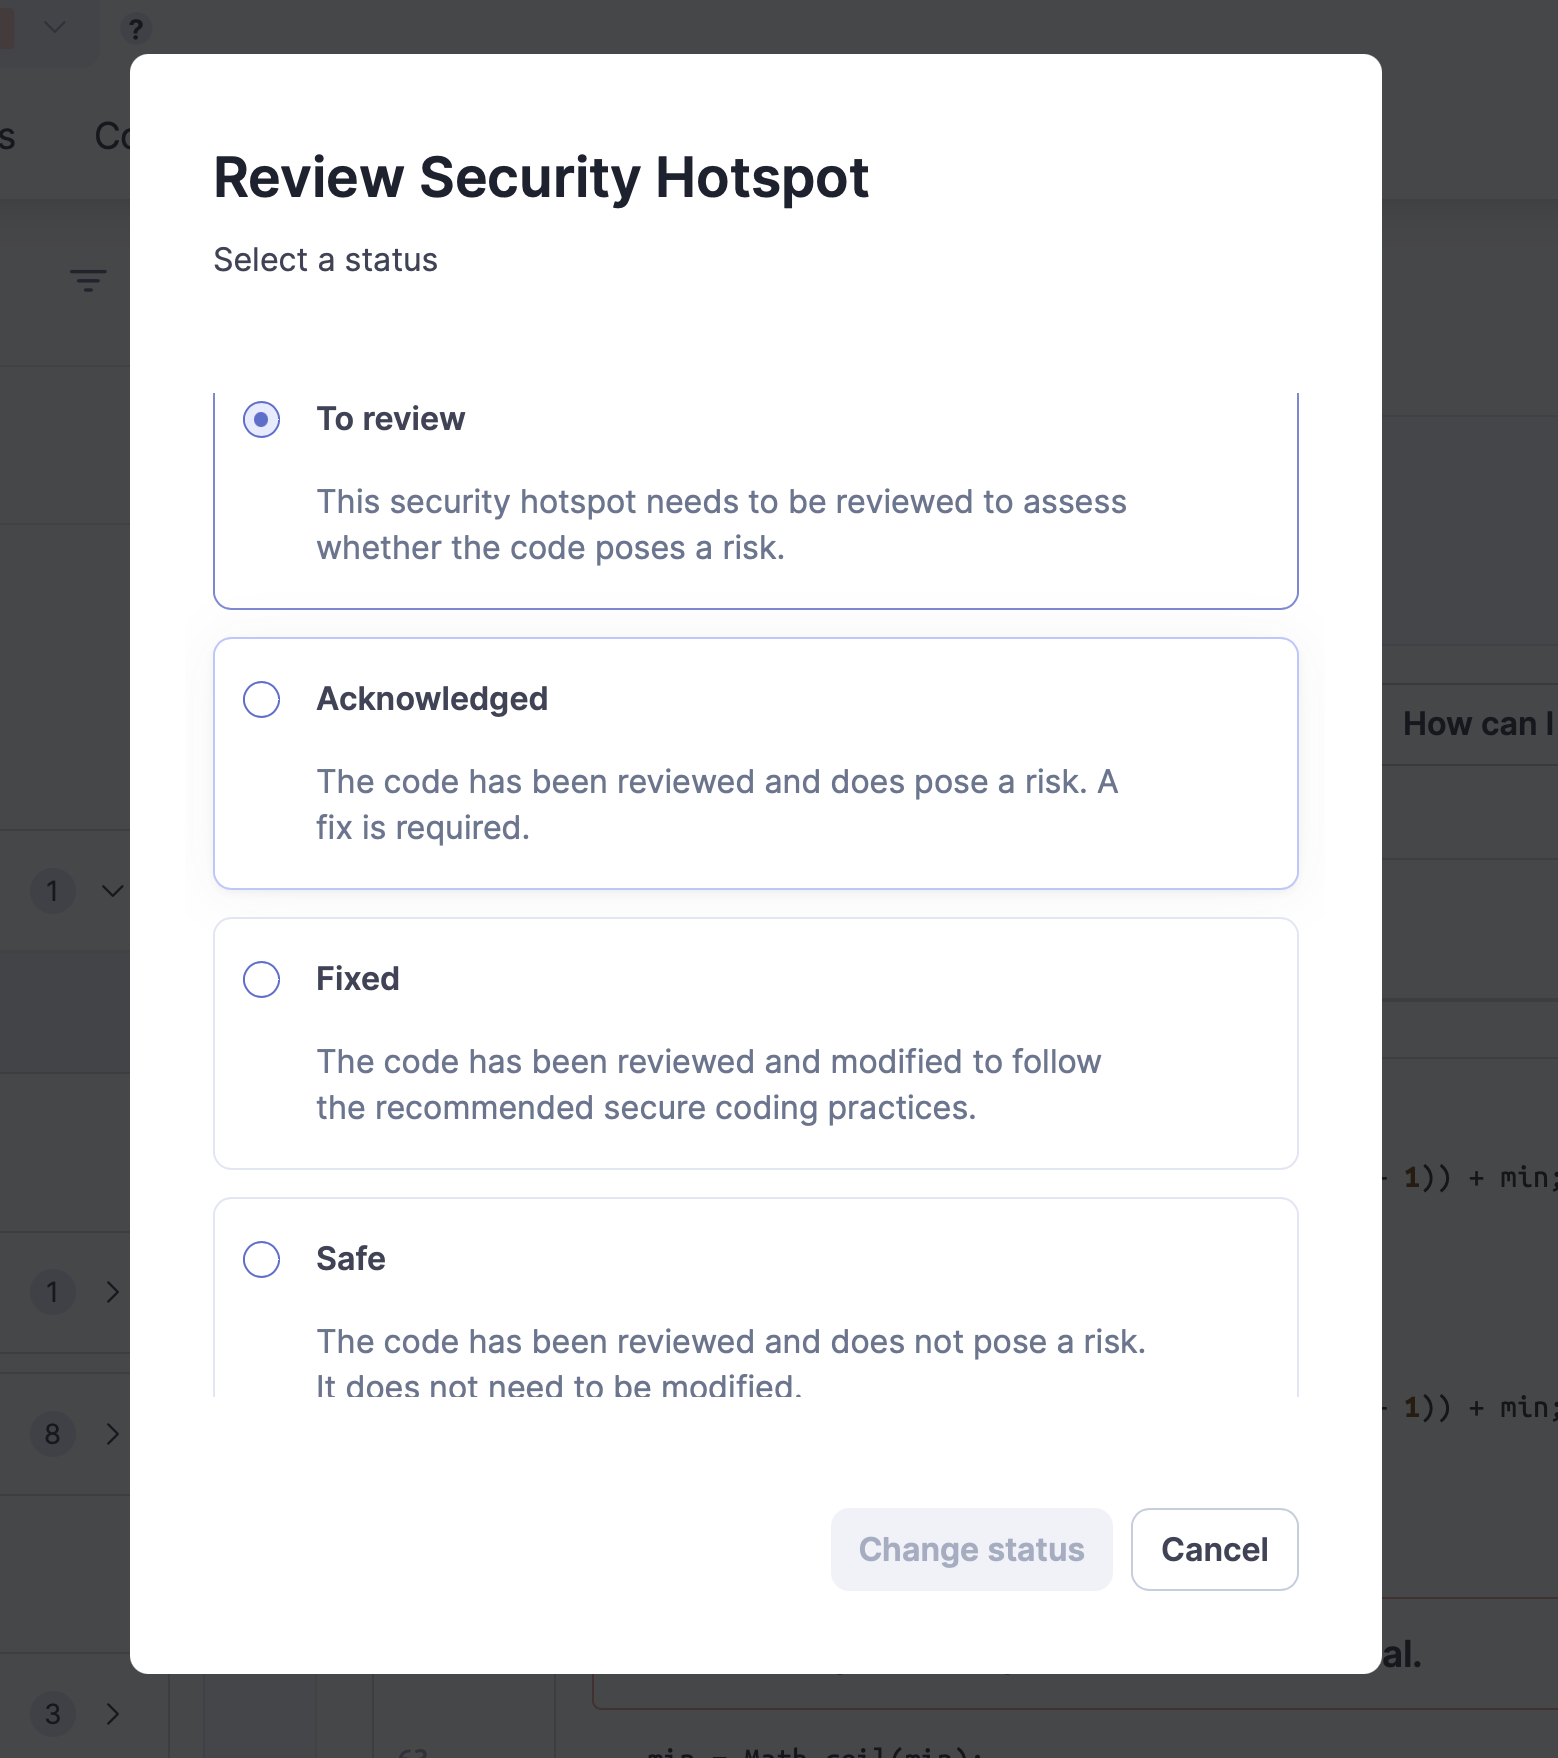 ?
s
Co
Review Security Hotspot
Select a status
To review
This security hotspot needs to be reviewed to assess
whether the code poses a risk.
Acknowledged
The code has been reviewed and does pose a risk. A
fix is required.
How can I
1
Fixed
The code has been reviewed and modified to follow
the recommended secure coding practices.
1)) + min;
Safe
1
The code has been reviewed and does not pose a risk.
It does not need to be modified.
1)) + min;
8
Change status
Cancel
al.
3
62
min = Math.ceil(min);